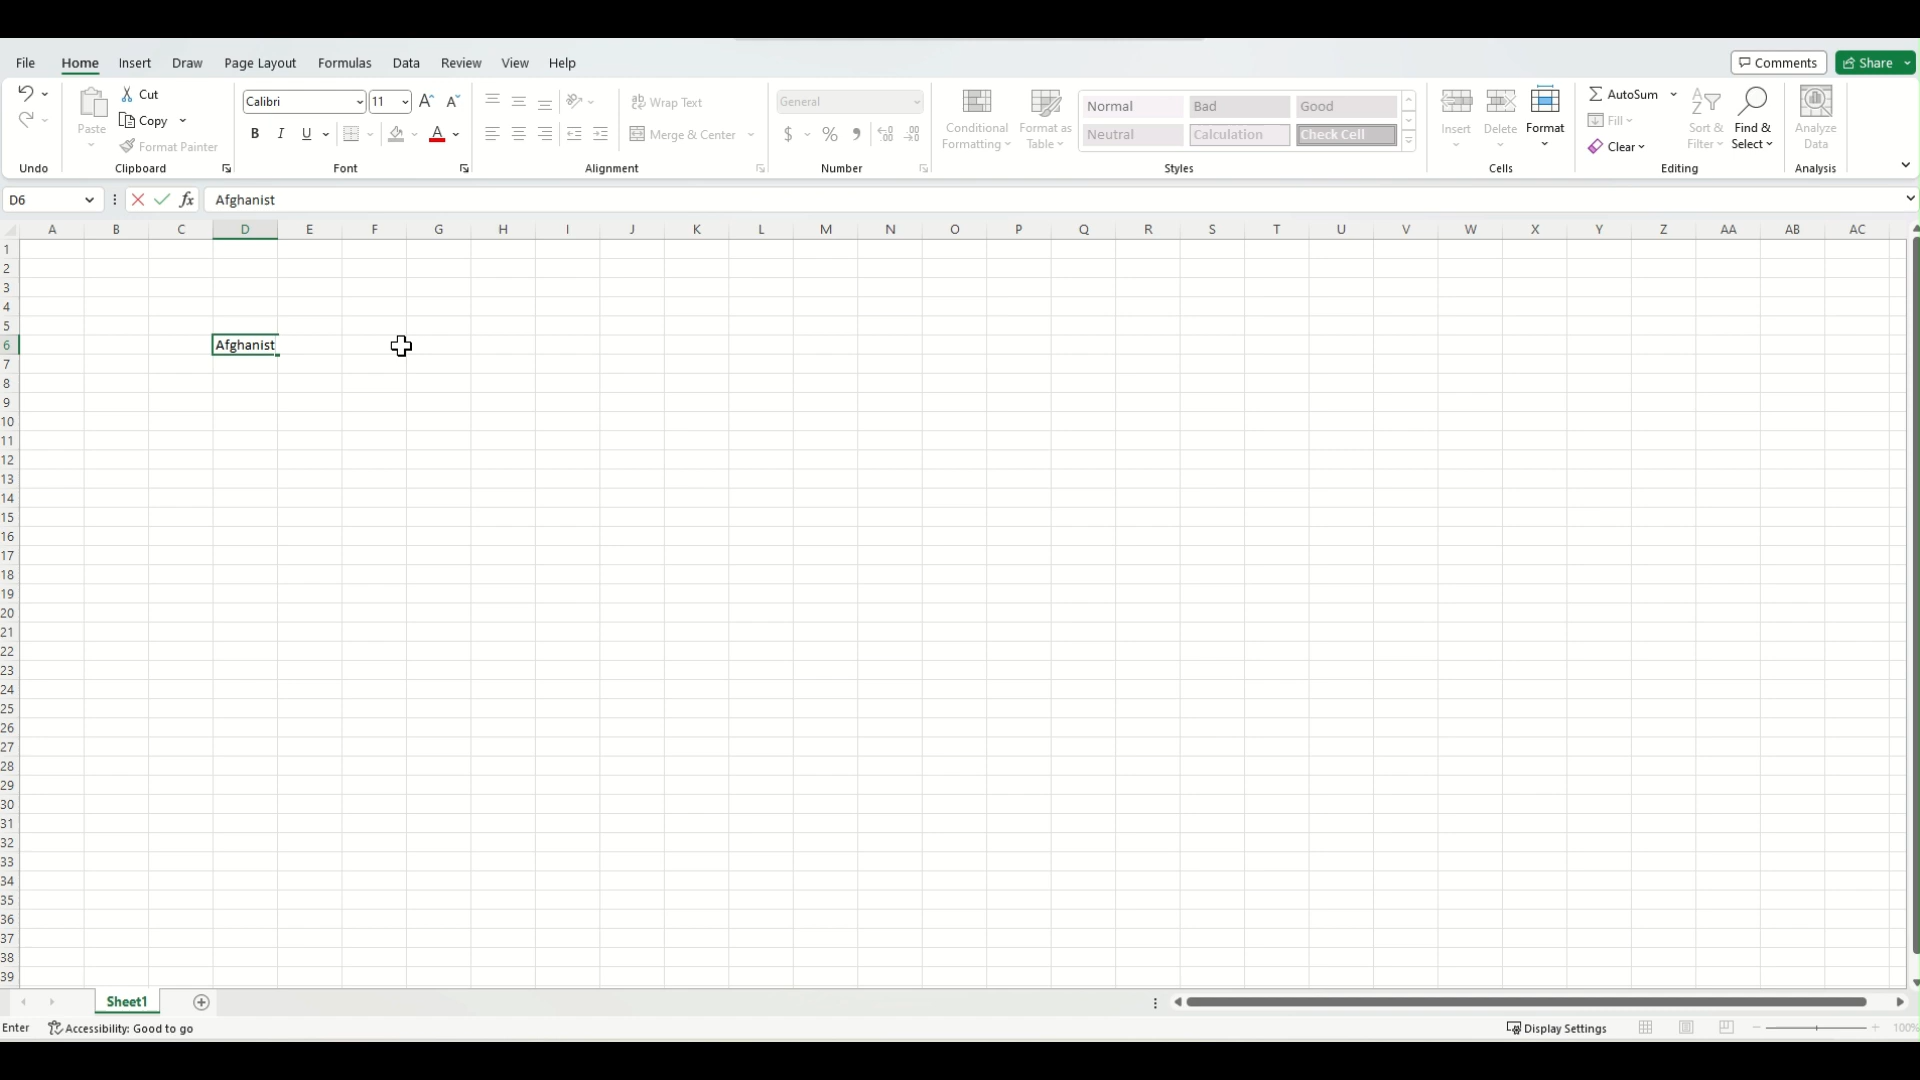 File Home Insert Draw Page Layout Formulas Data Review View Help Comments Share
Cut
Copy
Format Painter
Paste
Undo Clipboard
Calibri 11
B I U A
Font
Wrap Text
Merge & Center
Alignment
General
$ % 9
Number
Conditional Formatting
Format as Table
Normal Bad Good
Neutral Calculation Check Cell
Styles
Insert Delete Format
Cells
AutoSum
Fill
Clear
Sort & Filter
Find & Select
Editing
Analyze Data
Analysis
D6 fx Afghanist
A B C D E F G H I J K L M N O P Q R S T U V W X Y Z AA AB AC
1
2
3
4
5
6 Afghanist
7
8
9
10
11
12
13
14
15
16
17
18
19
20
21
22
23
24
25
26
27
28
29
30
31
32
33
34
35
36
37
38
39
Sheet1
Enter Accessibility: Good to go Display Settings 100%